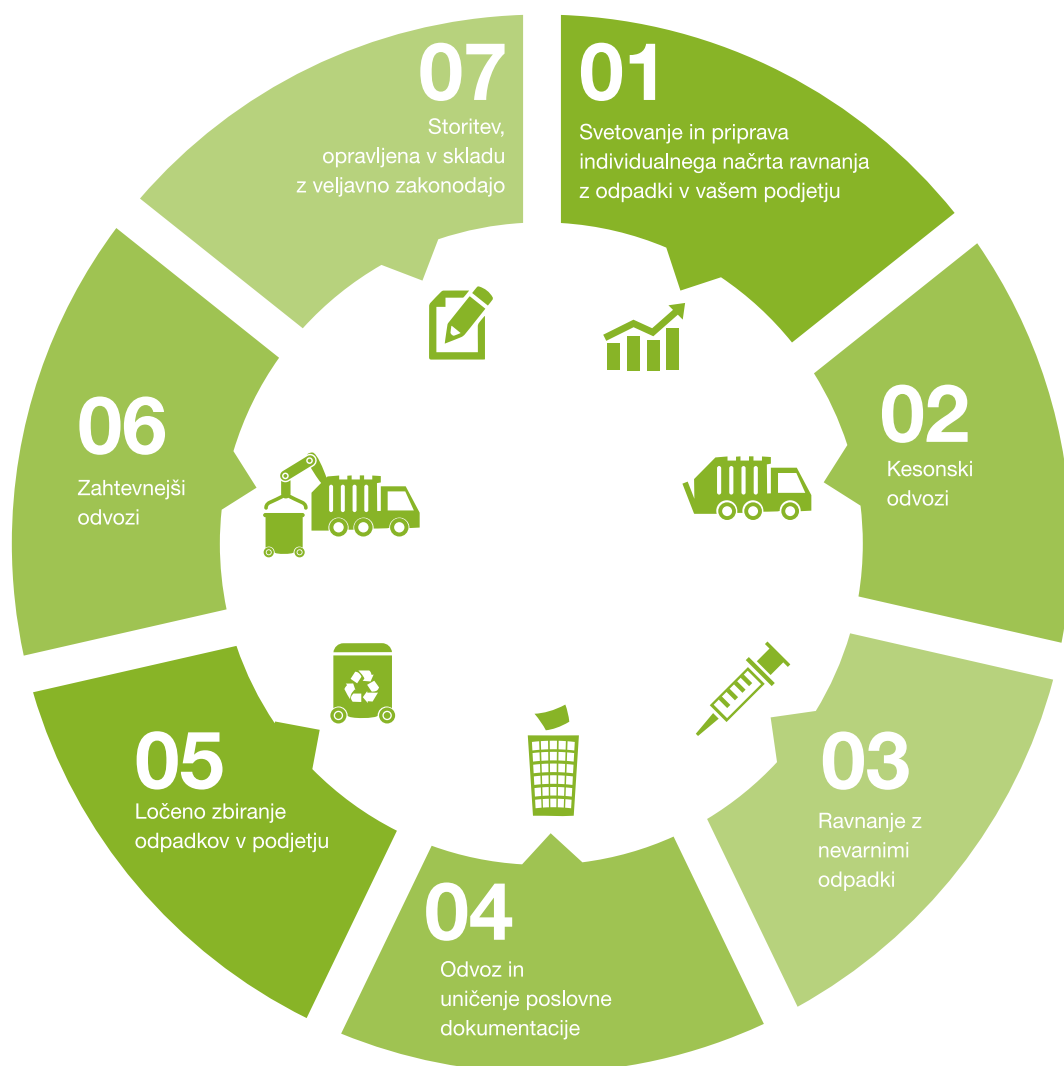 01
Svetovanje in priprava
individualnega načrta ravnanja
z odpadki v vašem podjetju
02
Kesonski
odvozi
03
Ravnanje z
nevarnimi
odpadki
04
Odvoz in
uničenje poslovne
dokumentacije
05
Ločeno zbiranje
odpadkov v podjetju
06
Zahtevnejši
odvozi
07
Storitev,
opravljena v skladu
z veljavno zakonodajo